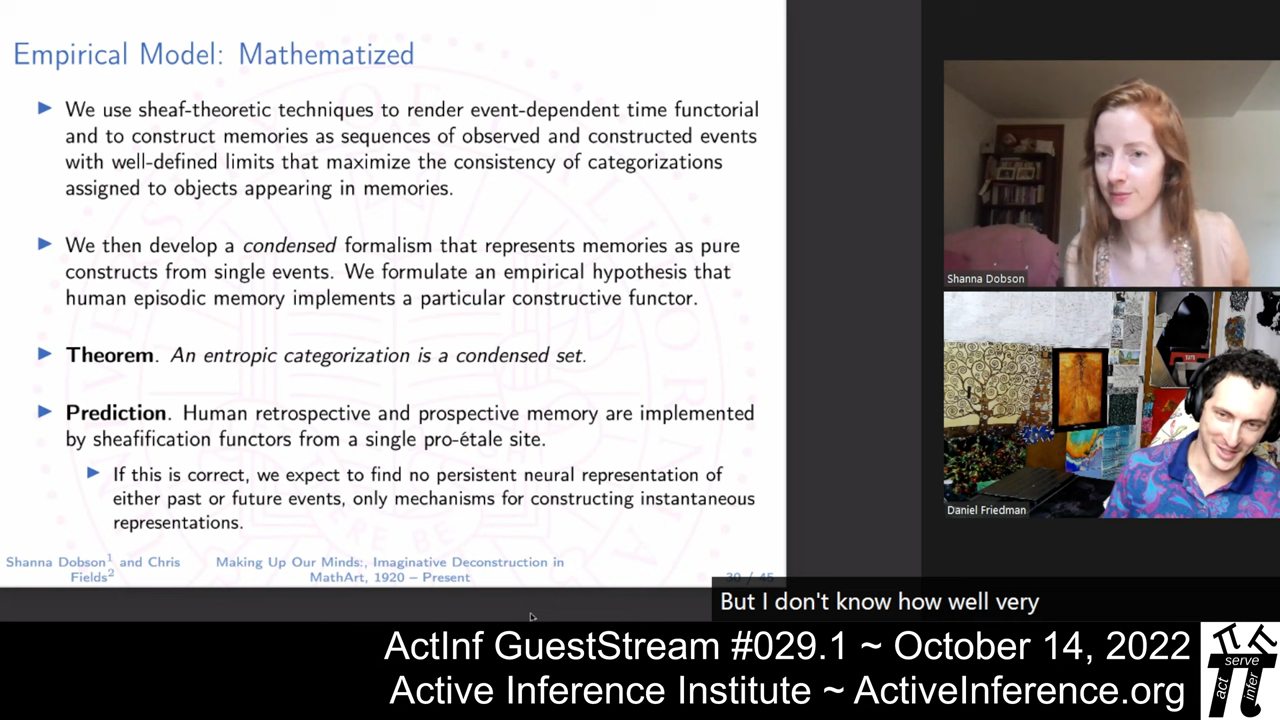 Empirical Model: Mathematized
▶ We use sheaf-theoretic techniques to render event-dependent time functorial
and to construct memories as sequences of observed and constructed events
with well-defined limits that maximize the consistency of categorizations
assigned to objects appearing in memories.
▶ We then develop a condensed formalism that represents memories as pure
constructs from single events. We formulate an empirical hypothesis that
human episodic memory implements a particular constructive functor.
▶ Theorem. An entropic categorization is a condensed set.
▶ Prediction. Human retrospective and prospective memory are implemented
by sheafification functors from a single pro-étale site.
▶ If this is correct, we expect to find no persistent neural representation of
either past or future events, only mechanisms for constructing instantaneous
representations.
Shanna Dobson¹ and Chris
Fields²
Making Up Our Minds:, Imaginative Deconstruction in
MathArt, 1920 – Present
30 / 45
Shanna Dobson
Daniel Friedman
But I don't know how well very
ActInf GuestStream #029.1 ~ October 14, 2022
Active Inference Institute ~ ActiveInference.org
serve
act
infer